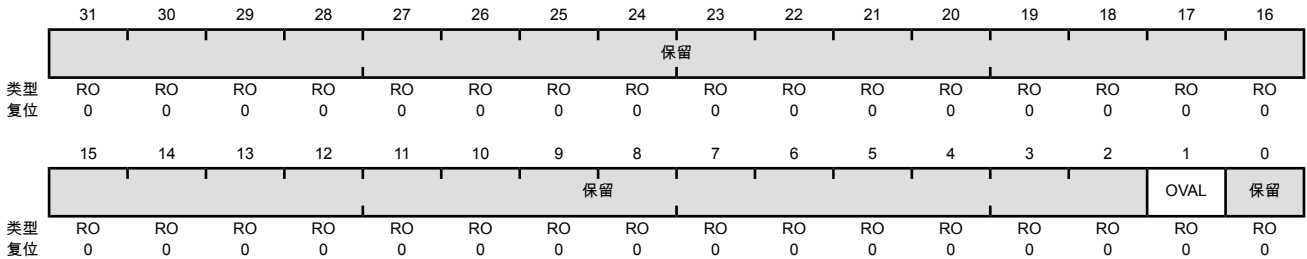 31 30 29 28 27 26 25 24 23 22 21 20 19 18 17 16
保留
类型 RO RO RO RO RO RO RO RO RO RO RO RO RO RO RO RO
复位 0 0 0 0 0 0 0 0 0 0 0 0 0 0 0 0
15 14 13 12 11 10 9 8 7 6 5 4 3 2 1 0
保留 OVAL 保留
类型 RO RO RO RO RO RO RO RO RO RO RO RO RO RO RO RO
复位 0 0 0 0 0 0 0 0 0 0 0 0 0 0 0 0